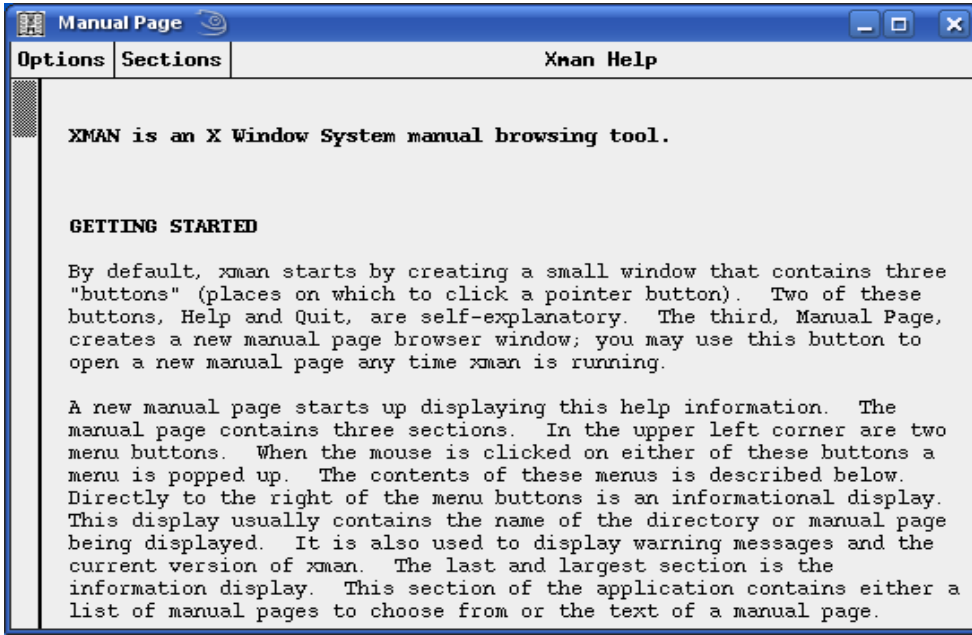 Manual Page
Options Sections Xman Help
XMAN is an X Window System manual browsing tool.
GETTING STARTED
By default, xman starts by creating a small window that contains three
"buttons" (places on which to click a pointer button).  Two of these
buttons, Help and Quit, are self-explanatory.  The third, Manual Page,
creates a new manual page browser window; you may use this button to
open a new manual page any time xman is running.
A new manual page starts up displaying this help information.  The
manual page contains three sections.  In the upper left corner are two
menu buttons.  When the mouse is clicked on either of these buttons a
menu is popped up.  The contents of these menus is described below.
Directly to the right of the menu buttons is an informational display.
This display usually contains the name of the directory or manual page
being displayed.  It is also used to display warning messages and the
current version of xman.  The last and largest section is the
information display.  This section of the application contains either a
list of manual pages to choose from or the text of a manual page.